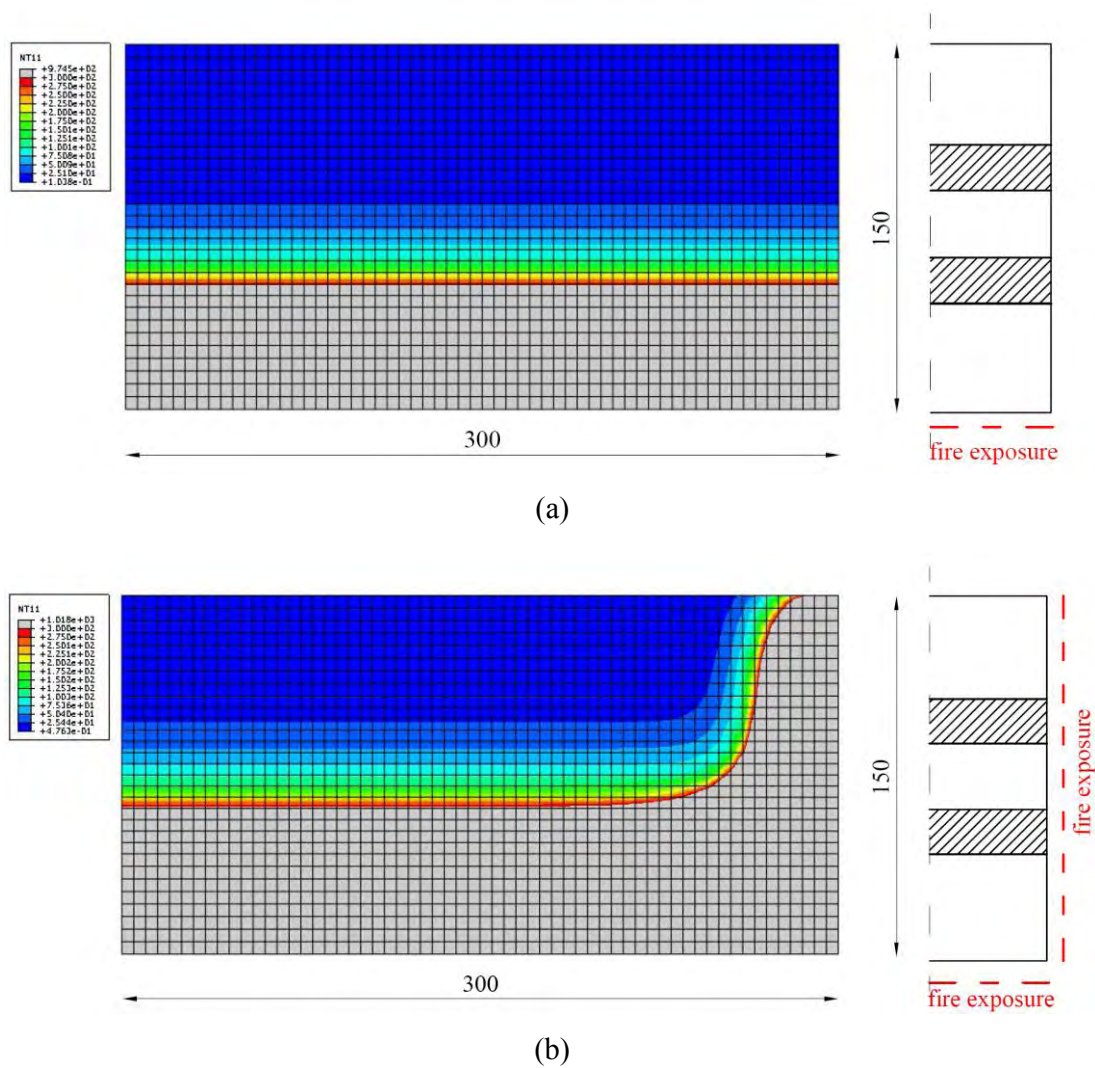 NT11
+9.745e+02
+3.000e+02
+2.750e+02
+2.500e+02
+2.250e+02
+2.000e+02
+1.750e+02
+1.501e+02
+1.251e+02
+1.001e+02
+7.508e+01
+5.009e+01
+2.510e+01
+1.038e-01
150
300
fire exposure
(a)
NT11
+1.018e+03
+3.000e+02
+2.750e+02
+2.501e+02
+2.251e+02
+2.002e+02
+1.752e+02
+1.502e+02
+1.253e+02
+1.003e+02
+7.536e+01
+5.040e+01
+2.544e+01
+4.763e-01
150
fire exposure
300
fire exposure
(b)